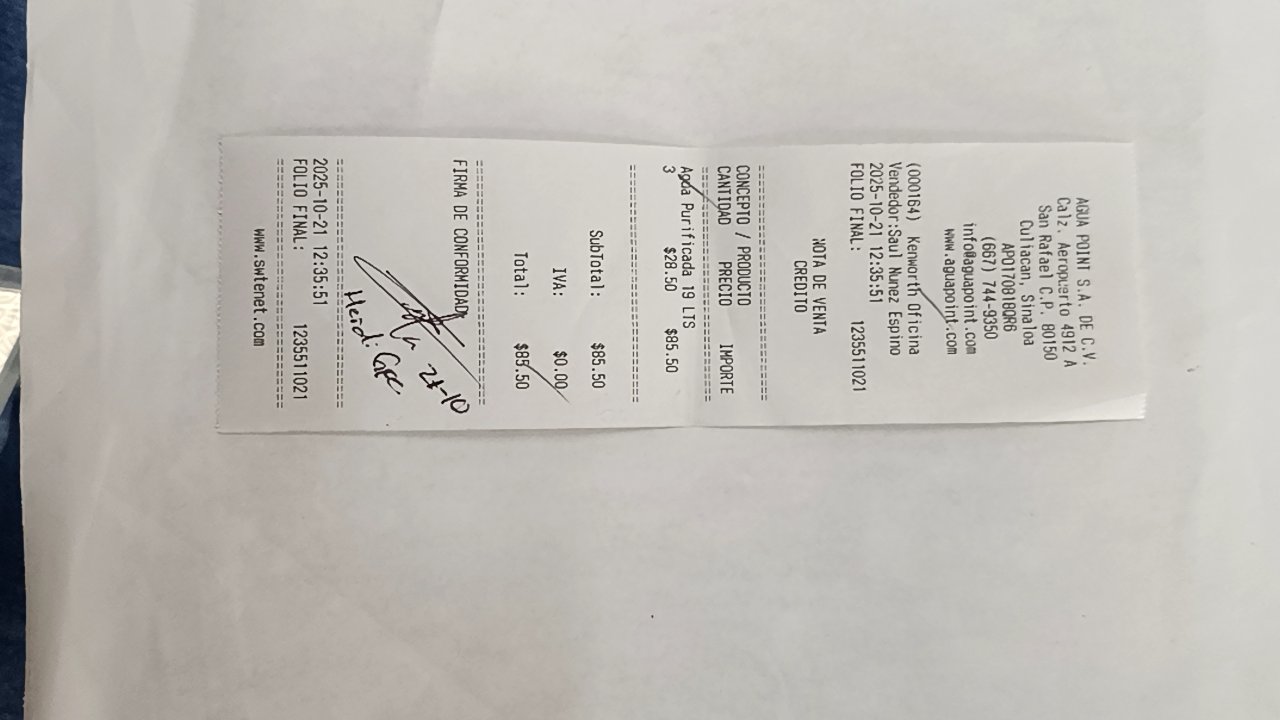 AGUA POINT S.A. DE C.V.
Calz. Aeropuerto 4912 A
San Rafael C.P. 80150
Culiacan, Sinaloa
APO170818QR6
(667) 744-9350
info@aguapoint.com
www.aguapoint.com
(000164) Kenworth Oficina
Vendedor:Saul Nunez Espino
2025-10-21 12:35:51
FOLIO FINAL: 1235511021
NOTA DE VENTA
CREDITO
CONCEPTO / PRODUCTO
CANTIDAD PRECIO IMPORTE
Agua Purificada 19 LTS
3 $28.50 $85.50
SubTotal: $85.50
IVA: $0.00
Total: $85.50
FIRMA DE CONFORMIDAD
2025-10-21 12:35:51
FOLIO FINAL: 1235511021
www.swtenet.com